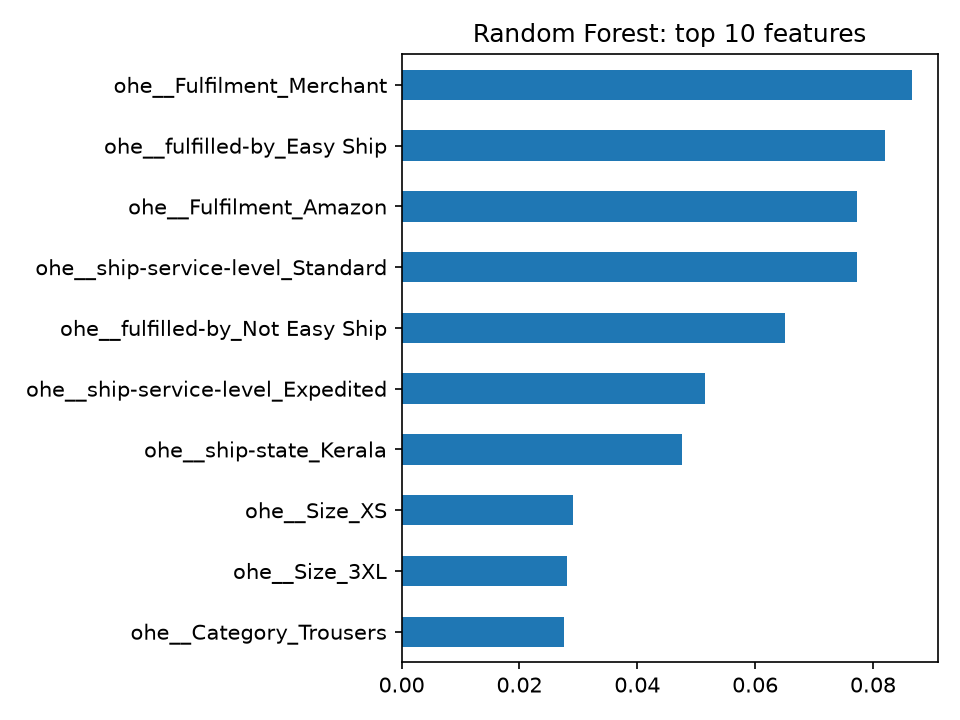 Random Forest: top 10 features
ohe__Fulfilment_Merchant
ohe__fulfilled-by_Easy Ship
ohe__Fulfilment_Amazon
ohe__ship-service-level_Standard
ohe__fulfilled-by_Not Easy Ship
ohe__ship-service-level_Expedited
ohe__ship-state_Kerala
ohe__Size_XS
ohe__Size_3XL
ohe__Category_Trousers
0.00 0.02 0.04 0.06 0.08